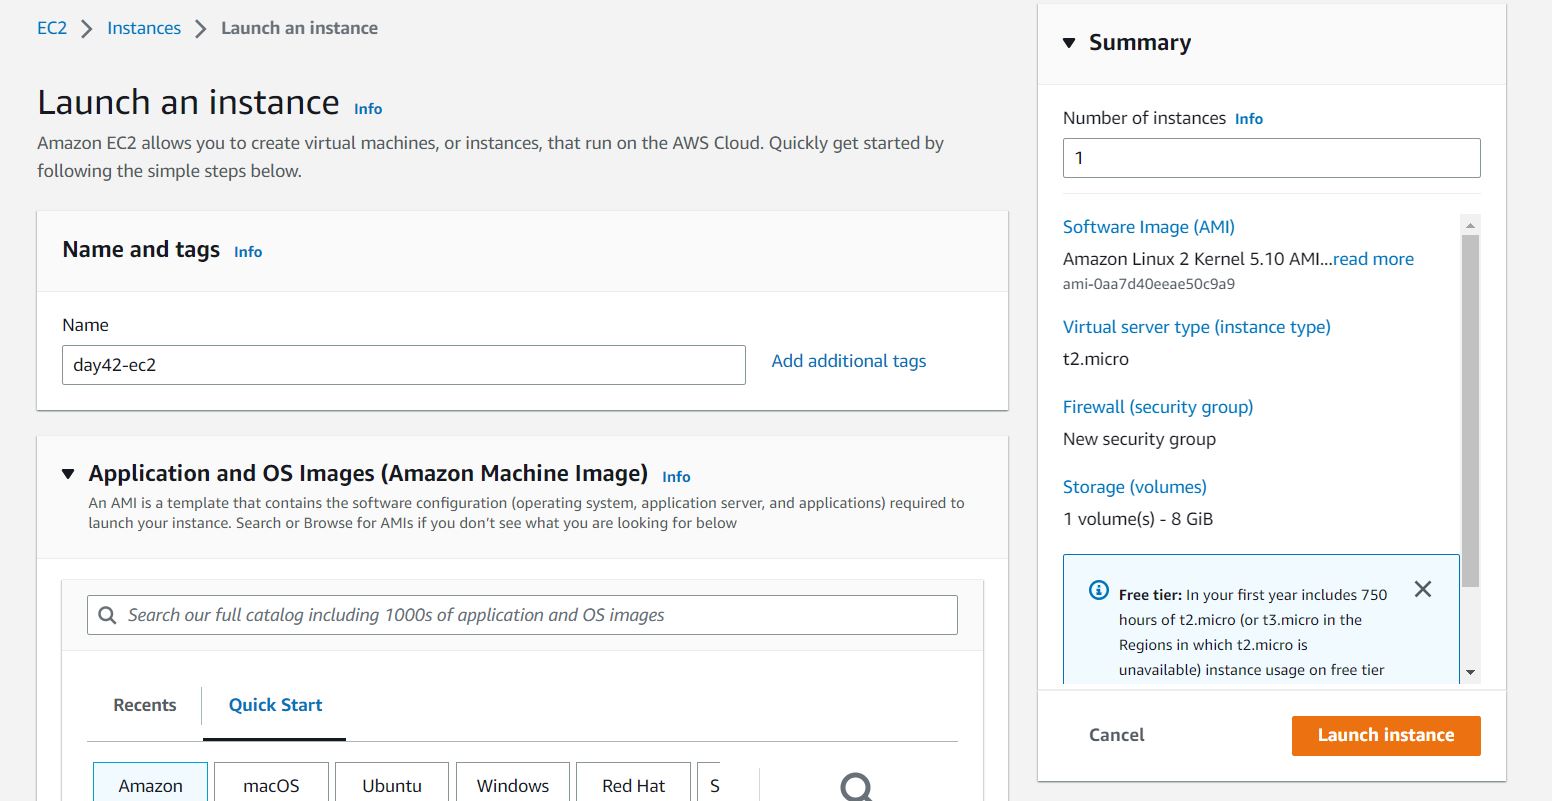 EC2 > Instances > Launch an instance
Launch an instance Info
Amazon EC2 allows you to create virtual machines, or instances, that run on the AWS Cloud. Quickly get started by
following the simple steps below.
Name and tags Info
Name
day42-ec2
Add additional tags
Application and OS Images (Amazon Machine Image) Info
An AMI is a template that contains the software configuration (operating system, application server, and applications) required to
launch your instance. Search or Browse for AMIs if you don’t see what you are looking for below
Search our full catalog including 1000s of application and OS images
Recents
Quick Start
Amazon
macOS
Ubuntu
Windows
Red Hat
S
Summary
Number of instances Info
1
Software Image (AMI)
Amazon Linux 2 Kernel 5.10 AMI...read more
ami-0aa7d40eeae50c9a9
Virtual server type (instance type)
t2.micro
Firewall (security group)
New security group
Storage (volumes)
1 volume(s) - 8 GiB
Free tier: In your first year includes 750
hours of t2.micro (or t3.micro in the
Regions in which t2.micro is
unavailable) instance usage on free tier
Cancel
Launch instance